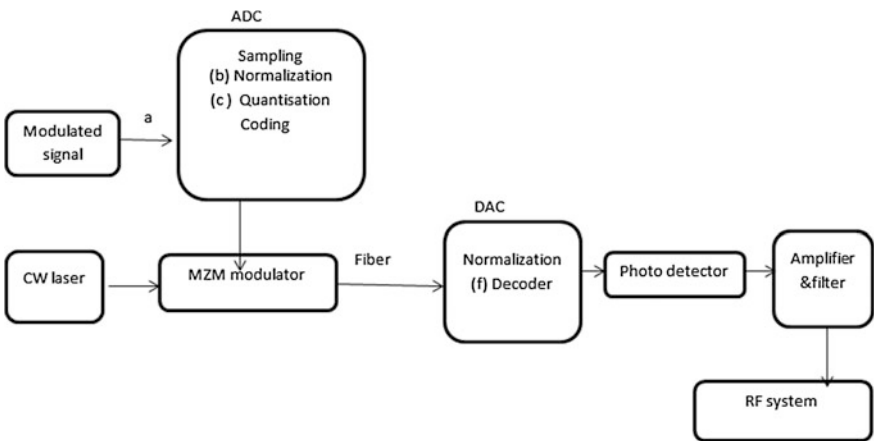 ADC
Sampling
(b) Normalization
(c ) Quantisation
Coding
a
Modulated
signal
DAC
CW laser
MZM modulator
Fiber
Normalization
(f) Decoder
Photo detector
Amplifier
&filter
RF system